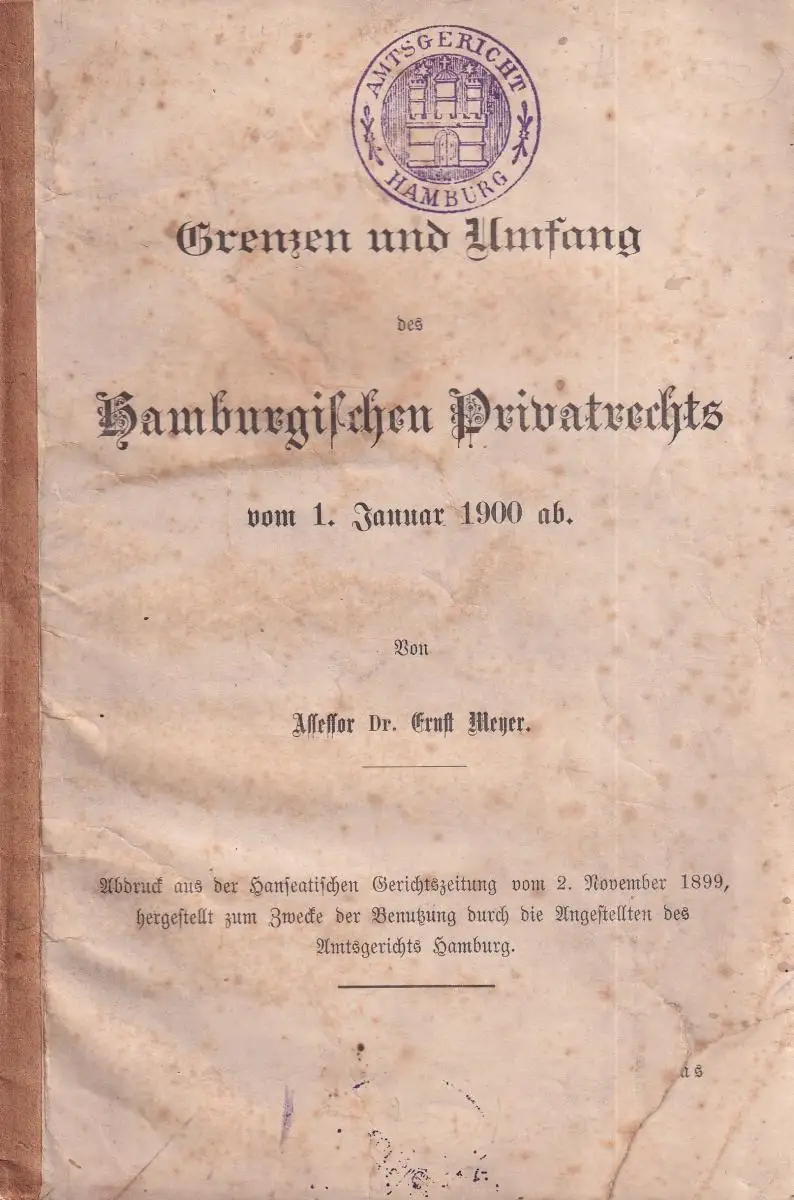 AMTSGERICHT
HAMBURG
Grenzen und Umfang
des
Hamburgischen Privatrechts
vom 1. Januar 1900 ab.
Von
Assessor Dr. Ernst Meyer.
Abdruck aus der Hanseatischen Gerichtszeitung vom 2. November 1899,
hergestellt zum Zwecke der Benutzung durch die Angestellten des
Amtsgerichts Hamburg.